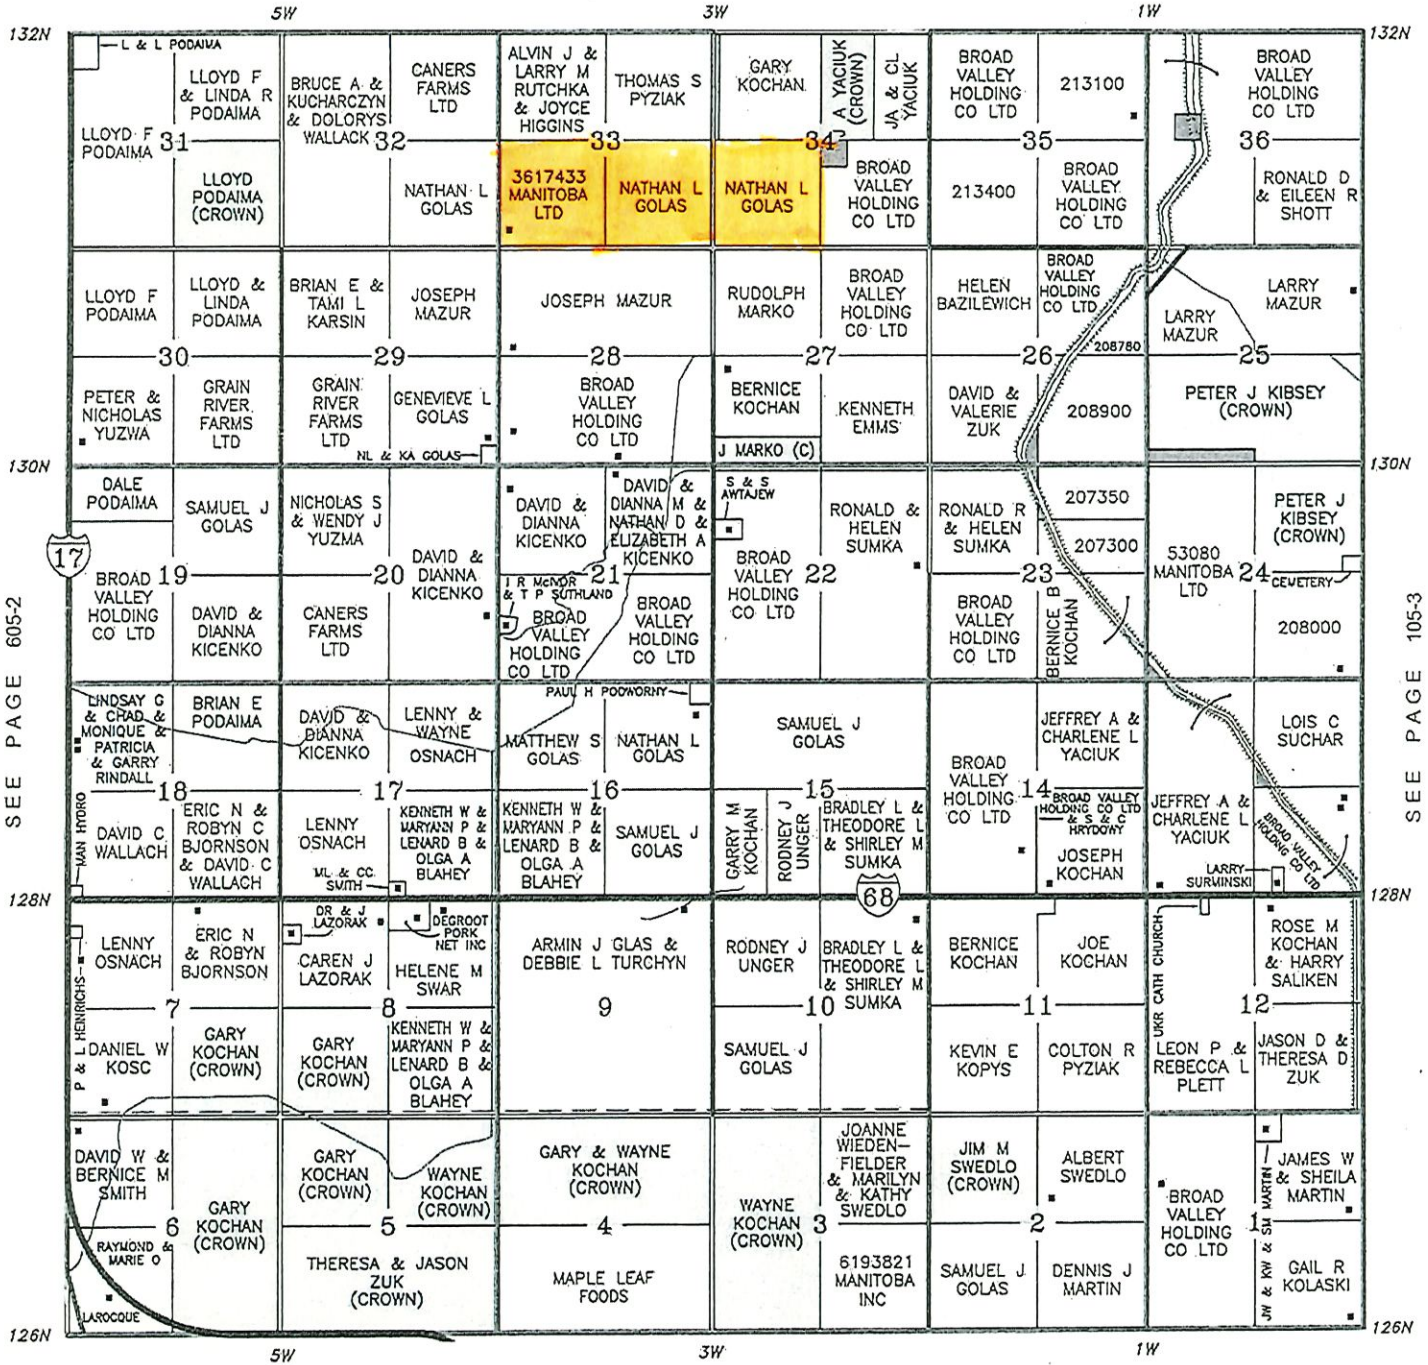 5W
3W
1W
132N
132N
L & L PODAIMA
LLOYD F
& LINDA R
PODAIMA
LLOYD F
PODAIMA
31
LLOYD
PODAIMA
(CROWN)
BRUCE A &
KUCHARCZYN
& DOLORYS
WALLACK
32
CANERS
FARMS
LTD
NATHAN L
GOLAS
ALVIN J &
LARRY M
RUTCHKA
& JOYCE
HIGGINS
THOMAS S
PYZIAK
33
3617433
MANITOBA
LTD
NATHAN L
GOLAS
GARY
KOCHAN
J A YACIUK
(CROWN)
JA & CL
YACIUK
34
NATHAN L
GOLAS
BROAD
VALLEY
HOLDING
CO LTD
BROAD
VALLEY
HOLDING
CO LTD
213100
35
213400
BROAD
VALLEY
HOLDING
CO LTD
BROAD
VALLEY
HOLDING
CO LTD
36
RONALD D
& EILEEN R
SHOTT
LLOYD F
PODAIMA
LLOYD &
LINDA
PODAIMA
30
PETER &
NICHOLAS
YUZWA
GRAIN
RIVER
FARMS
LTD
BRIAN E &
TAMI L
KARSIN
JOSEPH
MAZUR
29
GRAIN
RIVER
FARMS
LTD
GENEVIEVE L
GOLAS
NL & KA GOLAS
JOSEPH MAZUR
28
BROAD
VALLEY
HOLDING
CO LTD
RUDOLPH
MARKO
BROAD
VALLEY
HOLDING
CO LTD
27
BERNICE
KOCHAN
KENNETH
EMMS
J MARKO (C)
HELEN
BAZILEWICH
BROAD
VALLEY
HOLDING
CO LTD
26
208780
DAVID &
VALERIE
ZUK
208900
LARRY
MAZUR
LARRY
MAZUR
25
PETER J KIBSEY
(CROWN)
130N
130N
17
DALE
PODAIMA
SAMUEL J
GOLAS
19
BROAD
VALLEY
HOLDING
CO LTD
DAVID &
DIANNA
KICENKO
NICHOLAS S
& WENDY J
YUZMA
DAVID &
DIANNA
KICENKO
20
CANERS
FARMS
LTD
DAVID &
DIANNA
KICENKO
DAVID &
DIANNA M &
NATHAN D &
ELIZABETH A
KICENKO
21
J R McIVOR
& T P SUTHLAND
BROAD
VALLEY
HOLDING
CO LTD
BROAD
VALLEY
HOLDING
CO LTD
S & S
AWTAJEW
RONALD &
HELEN
SUMKA
22
BROAD
VALLEY
HOLDING
CO LTD
RONALD R
& HELEN
SUMKA
207350
207300
23
BROAD
VALLEY
HOLDING
CO LTD
BERNICE B
KOCHAN
53080
MANITOBA
LTD
PETER J
KIBSEY
(CROWN)
24
CEMETERY
208000
SEE PAGE 605-2
SEE PAGE 105-3
LINDSAY G
& CHAD &
MONIQUE &
PATRICIA
& GARRY
RINDALL
BRIAN E
PODAIMA
18
MAN HYDRO
DAVID C
WALLACH
ERIC N &
ROBYN C
BJORNSON
& DAVID C
WALLACH
DAVID &
DIANNA
KICENKO
LENNY &
WAYNE
OSNACH
17
LENNY
OSNACH
KENNETH W &
MARYANN P &
LENARD B &
OLGA A
BLAHEY
ML & CC
SMITH
PAUL H PODWORNY
MATTHEW S
GOLAS
NATHAN L
GOLAS
16
KENNETH W &
MARYANN P &
LENARD B &
OLGA A
BLAHEY
SAMUEL J
GOLAS
SAMUEL J
GOLAS
15
GARRY M
KOCHAN
RODNEY J
UNGER
BRADLEY L &
THEODORE L
& SHIRLEY M
SUMKA
68
BROAD
VALLEY
HOLDING
CO LTD
JEFFREY A &
CHARLENE L
YACIUK
14
BROAD VALLEY
HOLDING CO LTD
& S & C
HRYDOWY
JOSEPH
KOCHAN
LOIS C
SUCHAR
JEFFREY A &
CHARLENE L
YACIUK
BROAD VALLEY
HOLDING CO LTD
LARRY
SURMINSKI
128N
128N
LENNY
OSNACH
ERIC N
& ROBYN
BJORNSON
7
P & L HEINRICHS
DANIEL W
KOSC
GARY
KOCHAN
(CROWN)
DR & J
LAZORAK
DEGROOT
PORK
NET INC
CAREN J
LAZORAK
HELENE M
SWAR
8
GARY
KOCHAN
(CROWN)
KENNETH W &
MARYANN P &
LENARD B &
OLGA A
BLAHEY
ARMIN J GLAS &
DEBBIE L TURCHYN
9
RODNEY J
UNGER
BRADLEY L &
THEODORE L
& SHIRLEY M
SUMKA
10
SAMUEL J
GOLAS
BERNICE
KOCHAN
JOE
KOCHAN
11
KEVIN E
KOPYS
COLTON R
PYZIAK
UKR CATH CHURCH
ROSE M
KOCHAN
& HARRY
SALIKEN
12
LEON P &
REBECCA L
PLETT
JASON D &
THERESA D
ZUK
DAVID W &
BERNICE M
SMITH
6
GARY
KOCHAN
(CROWN)
RAYMOND &
MARIE O
LAROCQUE
GARY
KOCHAN
(CROWN)
WAYNE
KOCHAN
(CROWN)
5
THERESA & JASON
ZUK
(CROWN)
GARY & WAYNE
KOCHAN
(CROWN)
4
MAPLE LEAF
FOODS
WAYNE
KOCHAN
(CROWN)
3
JOANNE
WIEDEN-
FIELDER
& MARILYN
& KATHY
SWEDLO
6193821
MANITOBA
INC
JIM M
SWEDLO
(CROWN)
ALBERT
SWEDLO
2
SAMUEL J
GOLAS
DENNIS J
MARTIN
BROAD
VALLEY
HOLDING
CO LTD
1
JW & KW & SM MARTIN
JAMES W
& SHEILA
MARTIN
GAIL R
KOLASKI
126N
126N
5W
3W
1W